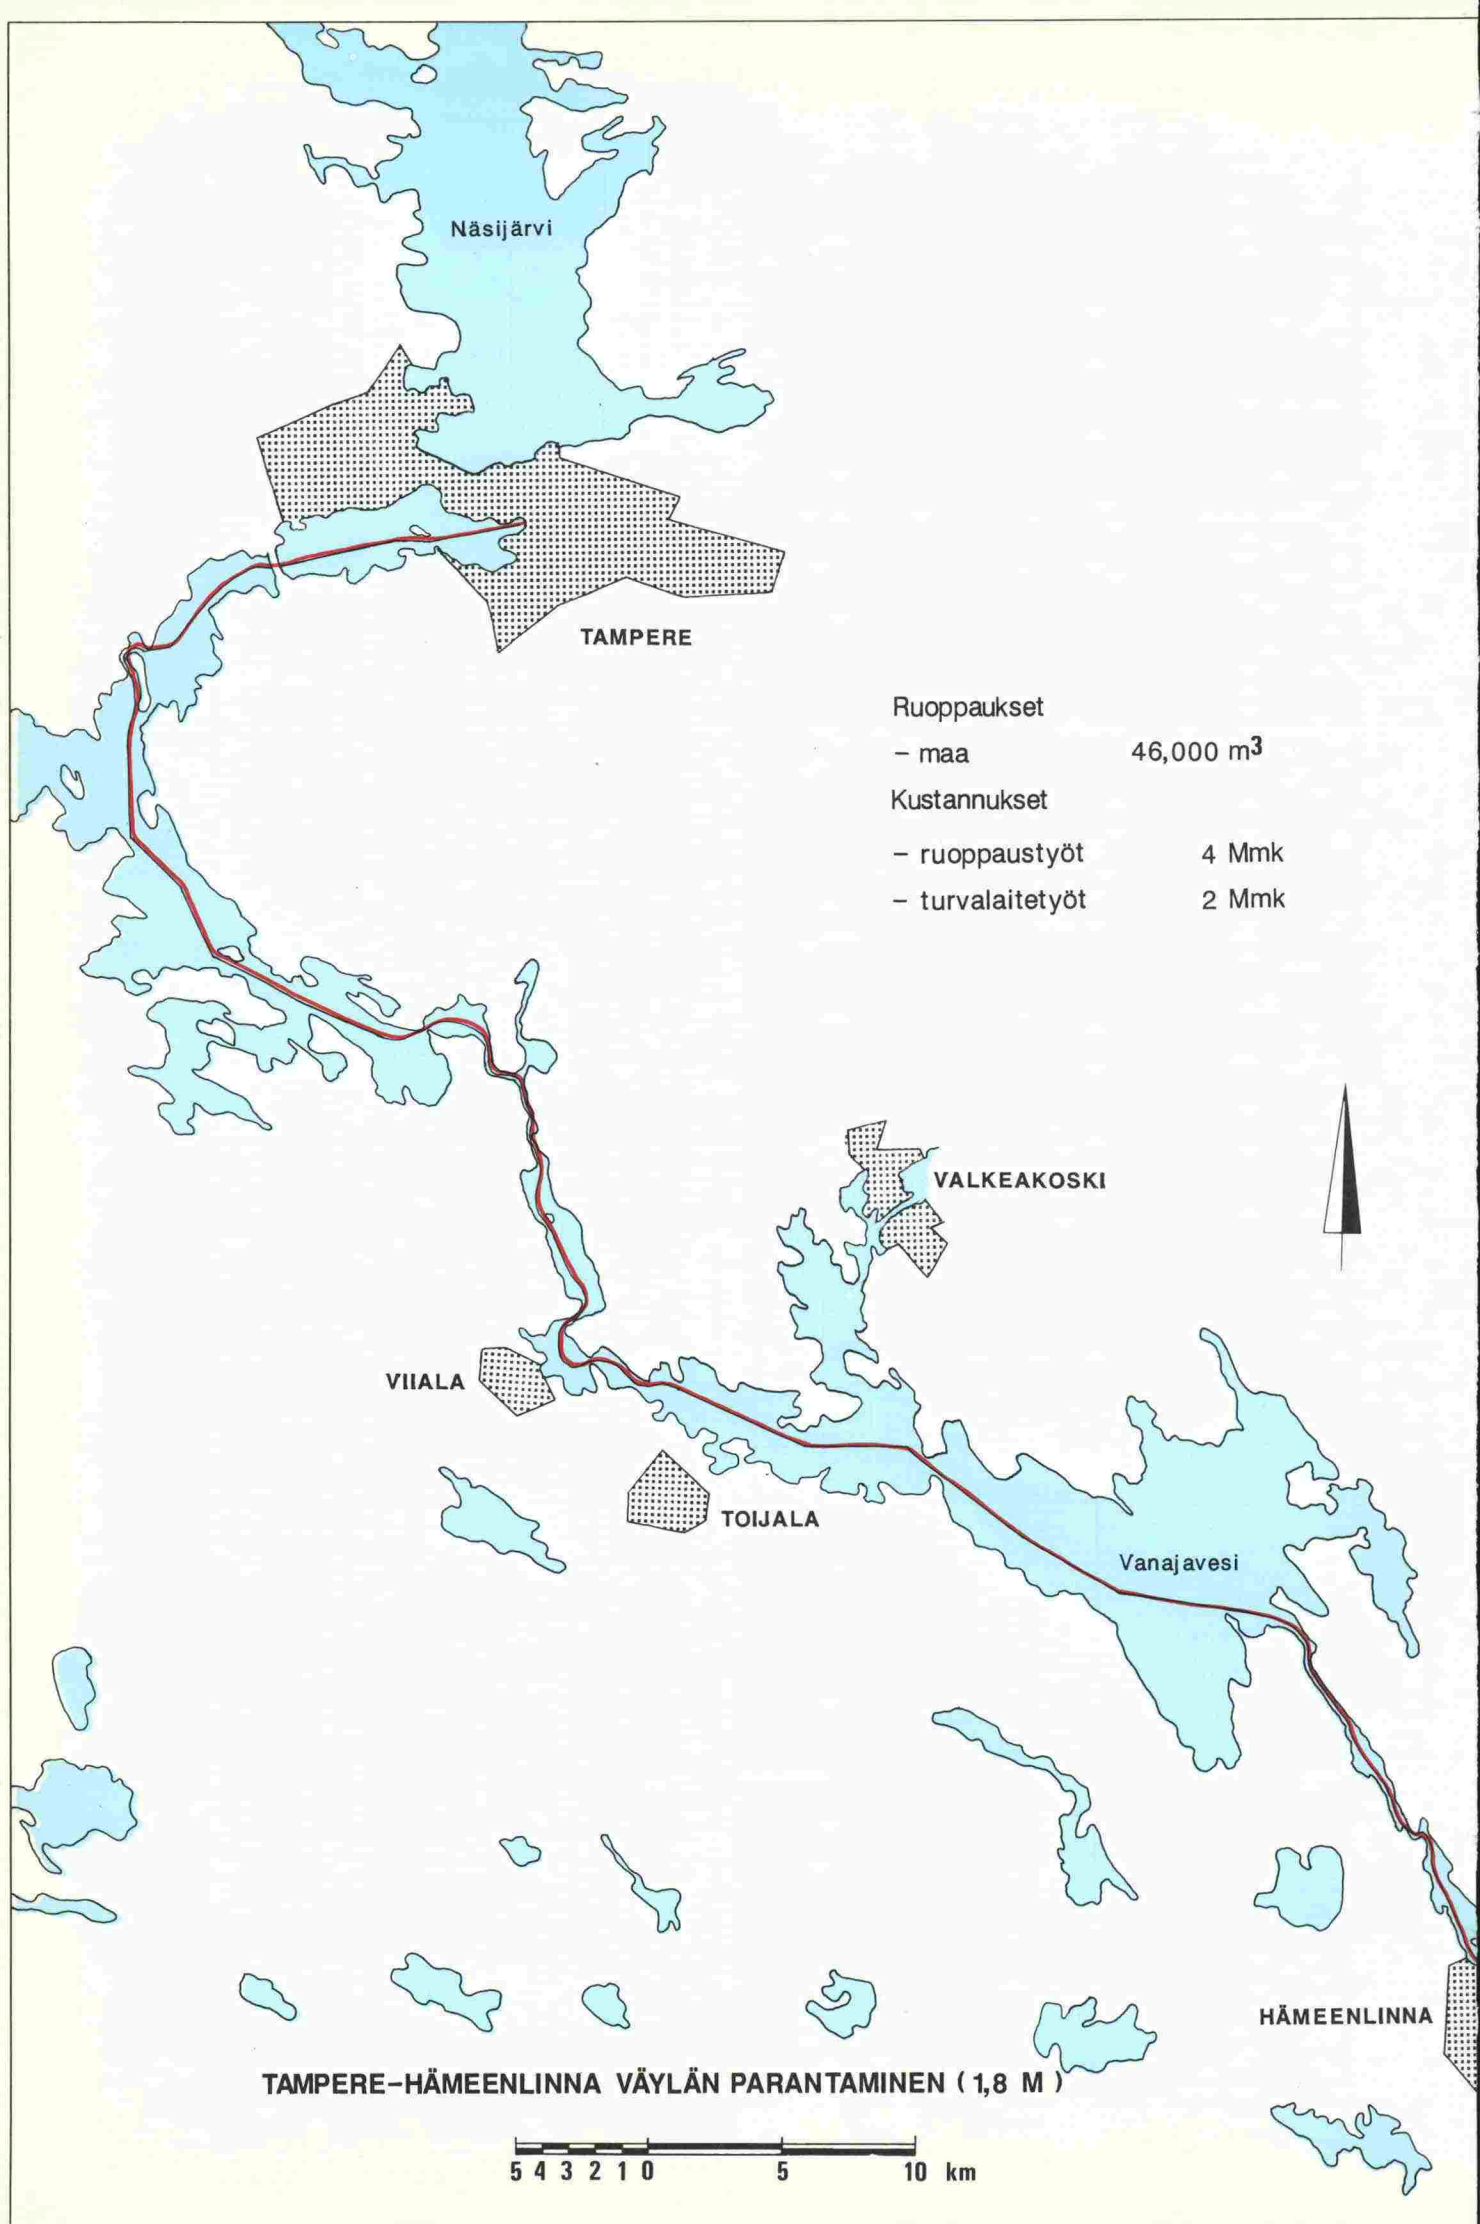 Näsijärvi
TAMPERE
Ruoppaukset
– maa 46,000 m³
Kustannukset
– ruoppaustyöt 4 Mmk
– turvalaitetyöt 2 Mmk
VALKEAKOSKI
VIIALA
TOIJALA
Vanajavesi
HÄMEENLINNA
TAMPERE–HÄMEENLINNA VÄYLÄN PARANTAMINEN ( 1,8 M )
5 4 3 2 1 0 5 10 km